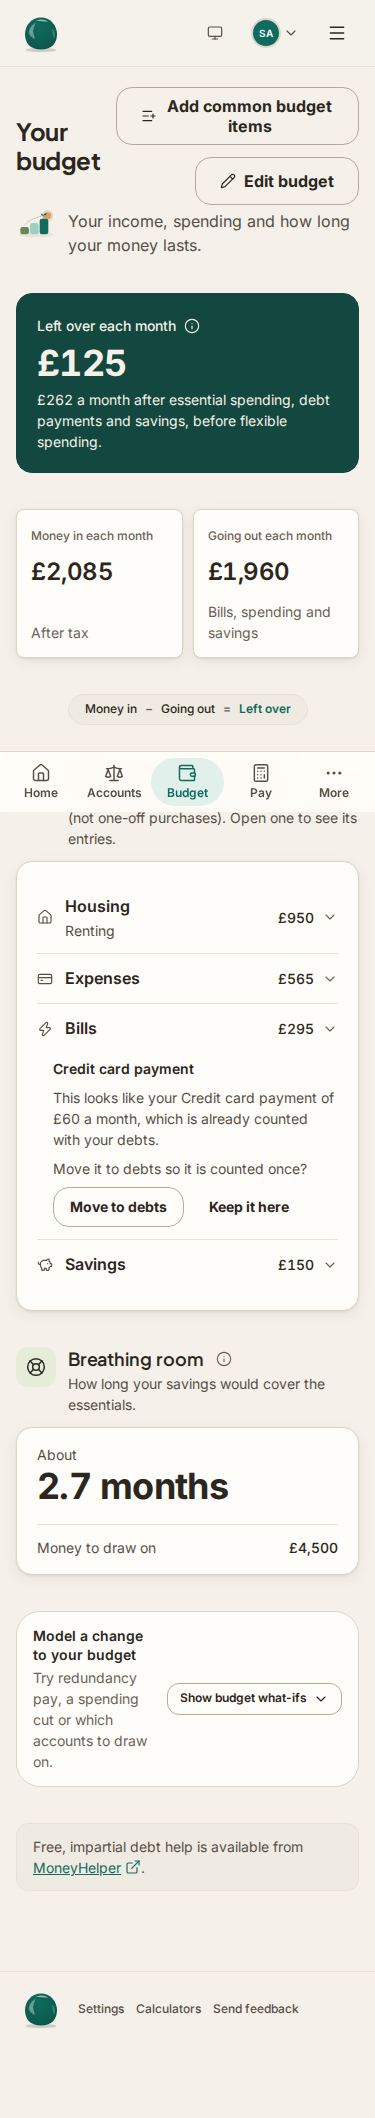 SA
Your budget
Add common budget items
Edit budget
Your income, spending and how long
your money lasts.
Left over each month
£125
£262 a month after essential spending, debt
payments and savings, before flexible
spending.
Money in each month
£2,085
After tax
Going out each month
£1,960
Bills, spending and
savings
Money in − Going out = Left over
Home
Accounts
Budget
Pay
More
(not one-off purchases). Open one to see its
entries.
Housing
£950
Renting
Expenses
£565
Bills
£295
Credit card payment
This looks like your Credit card payment of
£60 a month, which is already counted
with your debts.
Move it to debts so it is counted once?
Move to debts
Keep it here
Savings
£150
Breathing room
How long your savings would cover the
essentials.
About
2.7 months
Money to draw on
£4,500
Model a change
to your budget
Try redundancy
pay, a spending
cut or which
accounts to draw
on.
Show budget what-ifs
Free, impartial debt help is available from
MoneyHelper .
Settings
Calculators
Send feedback